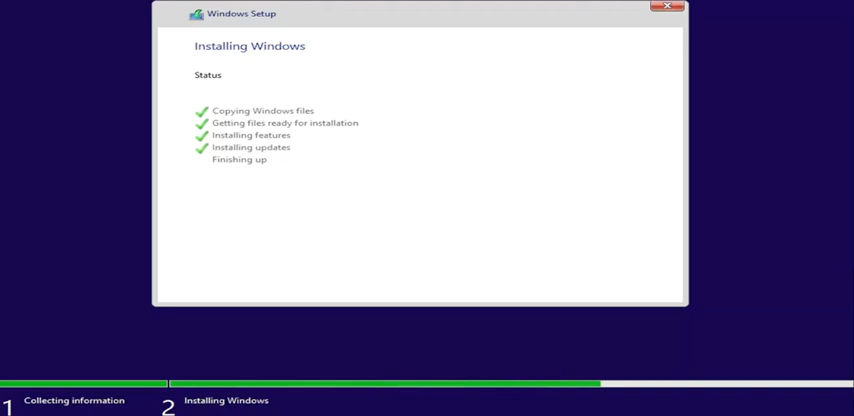 Windows Setup
Installing Windows
Status
Copying Windows files
Getting files ready for installation
Installing features
Installing updates
Finishing up
1 Collecting information
2 Installing Windows